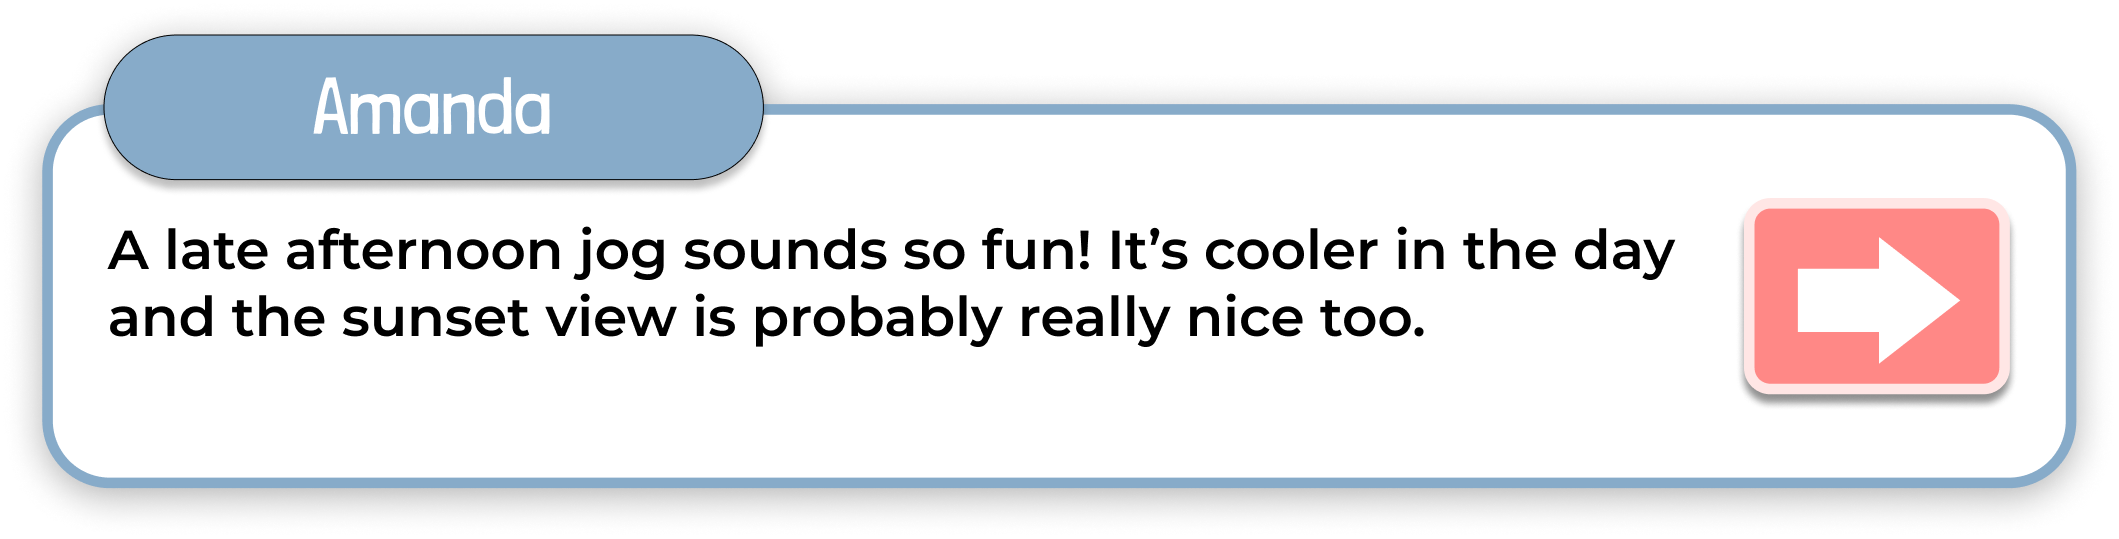 Amanda
A late afternoon jog sounds so fun! It’s cooler in the day
and the sunset view is probably really nice too.